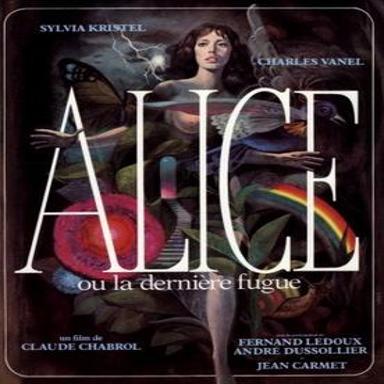 SYLVIA KRISTEL
CHARLES VANEL
ALICE
ou la dernière fugue
un film de
CLAUDE CHABROL
FERNAND LEDOUX
ANDRE DUSSOLLIER
JEAN CARMET